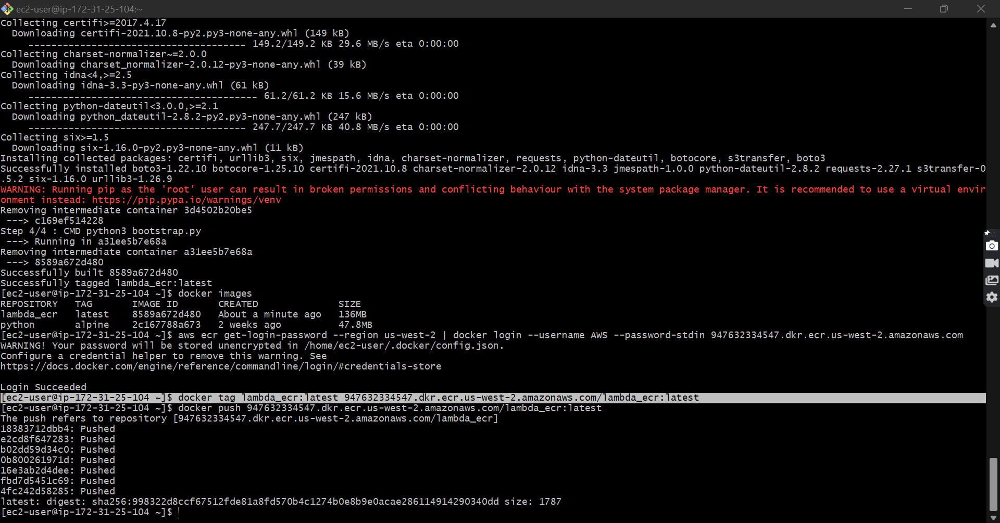 ec2-user@ip-172-31-25-104:~
Collecting certifi>=2017.4.17
  Downloading certifi-2021.10.8-py2.py3-none-any.whl (149 kB)
     -------------------------------------- 149.2/149.2 KB 29.6 MB/s eta 0:00:00
Collecting charset-normalizer~=2.0.0
  Downloading charset_normalizer-2.0.12-py3-none-any.whl (39 kB)
Collecting idna<4,>=2.5
  Downloading idna-3.3-py3-none-any.whl (61 kB)
     ---------------------------------------- 61.2/61.2 KB 15.6 MB/s eta 0:00:00
Collecting python-dateutil<3.0.0,>=2.1
  Downloading python_dateutil-2.8.2-py2.py3-none-any.whl (247 kB)
     -------------------------------------- 247.7/247.7 KB 40.8 MB/s eta 0:00:00
Collecting six>=1.5
  Downloading six-1.16.0-py2.py3-none-any.whl (11 kB)
Installing collected packages: certifi, urllib3, six, jmespath, idna, charset-normalizer, requests, python-dateutil, botocore, s3transfer, boto3
Successfully installed boto3-1.22.10 botocore-1.25.10 certifi-2021.10.8 charset-normalizer-2.0.12 idna-3.3 jmespath-1.0.0 python-dateutil-2.8.2 requests-2.27.1 s3transfer-0
.5.2 six-1.16.0 urllib3-1.26.9
WARNING: Running pip as the 'root' user can result in broken permissions and conflicting behaviour with the system package manager. It is recommended to use a virtual envir
onment instead: https://pip.pypa.io/warnings/venv
Removing intermediate container 3d4502b20be5
 ---> c169ef514228
Step 4/4 : CMD python3 bootstrap.py
 ---> Running in a31ee5b7e68a
Removing intermediate container a31ee5b7e68a
 ---> 8589a672d480
Successfully built 8589a672d480
Successfully tagged lambda_ecr:latest
[ec2-user@ip-172-31-25-104 ~]$ docker images
REPOSITORY   TAG       IMAGE ID       CREATED              SIZE
lambda_ecr   latest    8589a672d480   About a minute ago   136MB
python       alpine    2c167788a673   2 weeks ago          47.8MB
[ec2-user@ip-172-31-25-104 ~]$ aws ecr get-login-password --region us-west-2 | docker login --username AWS --password-stdin 947632334547.dkr.ecr.us-west-2.amazonaws.com
WARNING! Your password will be stored unencrypted in /home/ec2-user/.docker/config.json.
Configure a credential helper to remove this warning. See
https://docs.docker.com/engine/reference/commandline/login/#credentials-store

Login Succeeded
[ec2-user@ip-172-31-25-104 ~]$ docker tag lambda_ecr:latest 947632334547.dkr.ecr.us-west-2.amazonaws.com/lambda_ecr:latest
[ec2-user@ip-172-31-25-104 ~]$ docker push 947632334547.dkr.ecr.us-west-2.amazonaws.com/lambda_ecr:latest
The push refers to repository [947632334547.dkr.ecr.us-west-2.amazonaws.com/lambda_ecr]
18383712dbb4: Pushed
e2cd8f647283: Pushed
b02dd59d34c0: Pushed
0b800261971d: Pushed
16e3ab2d4dee: Pushed
fbd7d5451c69: Pushed
4fc242d58285: Pushed
latest: digest: sha256:998322d8ccf67512fde81a8fd570b4c1274b0e8b9e0acae286114914290340dd size: 1787
[ec2-user@ip-172-31-25-104 ~]$